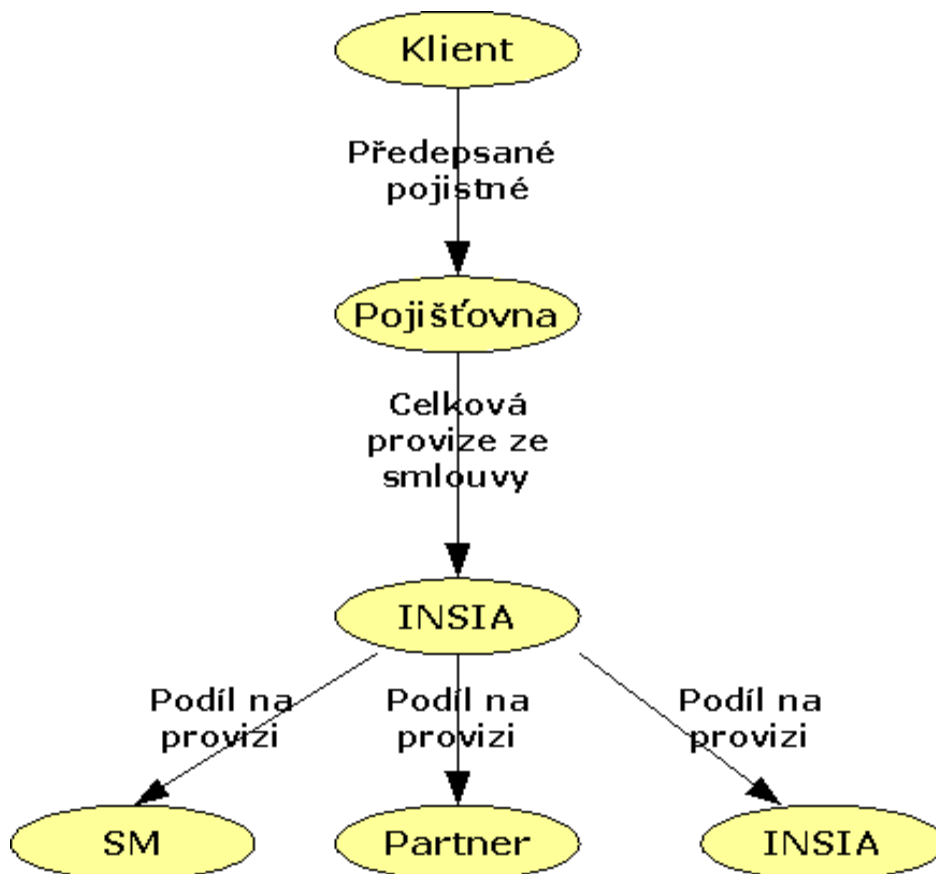 Klient
Předepsané
pojistné
Pojišťovna
Celková
provize ze
smlouvy
INSIA
Podíl na
provizi
Podíl na
provizi
Podíl na
provizi
SM
Partner
INSIA